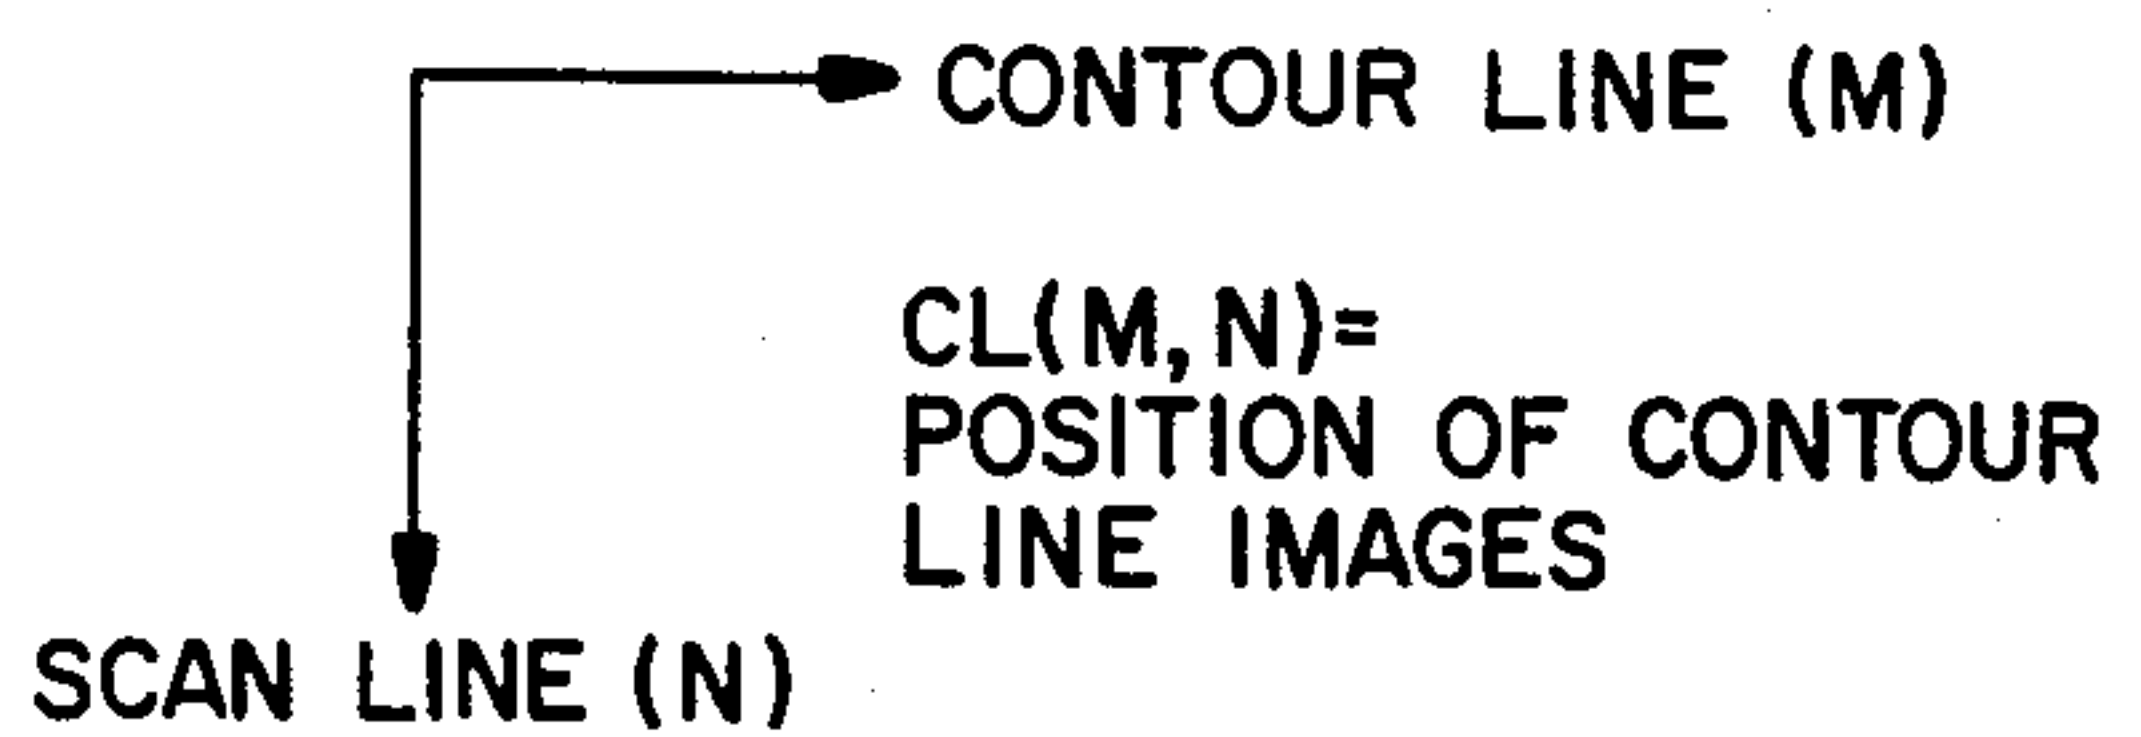 CONTOUR LINE (M)
CL(M,N)=
POSITION OF CONTOUR
LINE IMAGES
SCAN LINE (N)